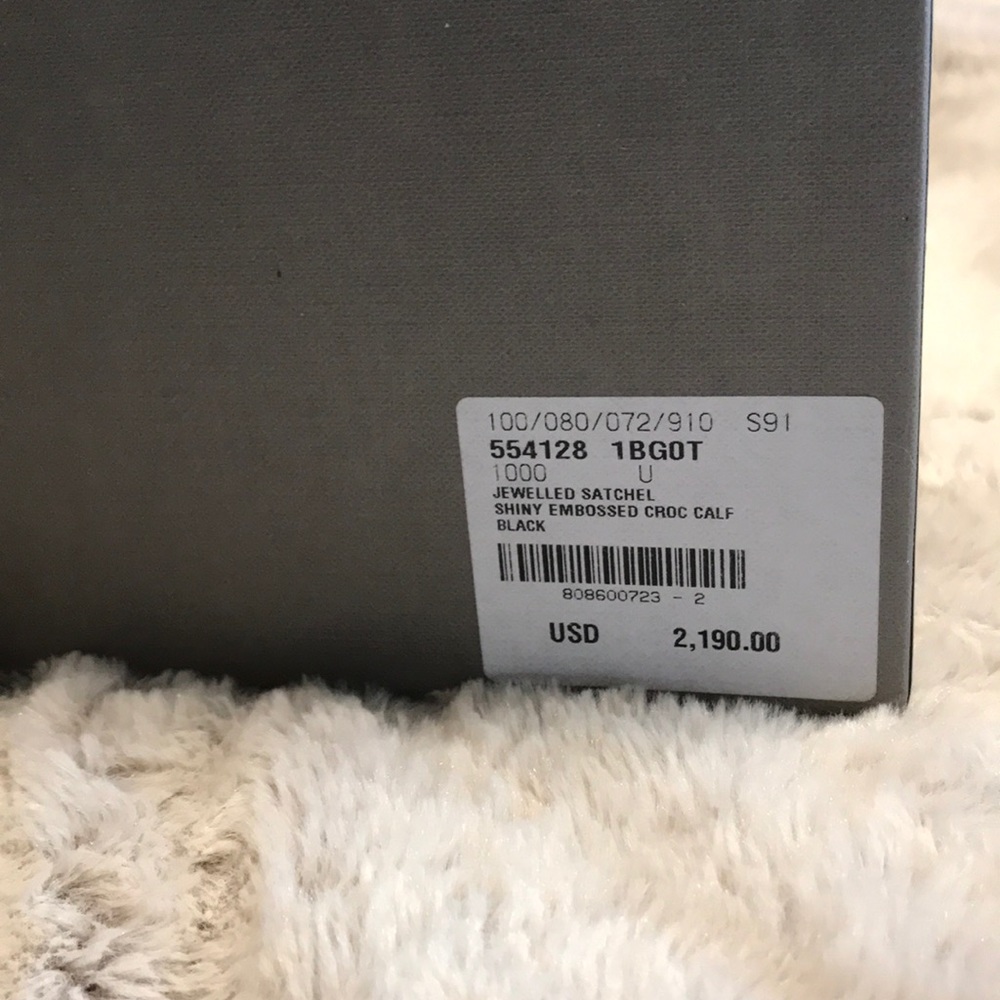 100/080/072/910 S91
554128 1BG0T
1000 U
JEWELLED SATCHEL
SHINY EMBOSSED CROC CALF
BLACK
808600723 - 2
USD 2,190.00